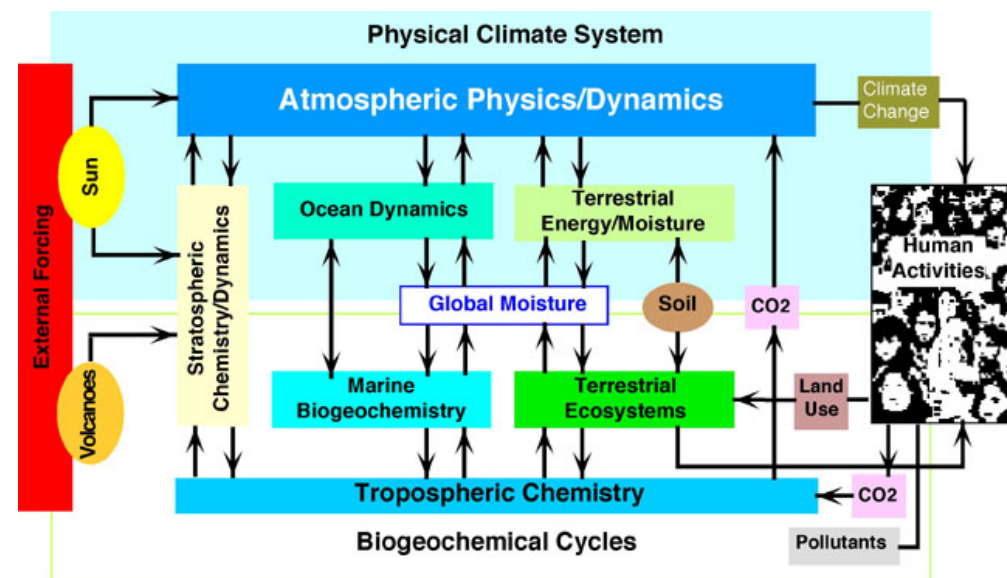 Physical Climate System
Atmospheric Physics/Dynamics
Climate
Change
External Forcing
Sun
Volcanoes
Stratospheric
Chemistry/Dynamics
Ocean Dynamics
Terrestrial
Energy/Moisture
Human
Activities
Global Moisture
Soil
CO2
Marine
Biogeochemistry
Terrestrial
Ecosystems
Land
Use
Tropospheric Chemistry
CO2
Biogeochemical Cycles
Pollutants